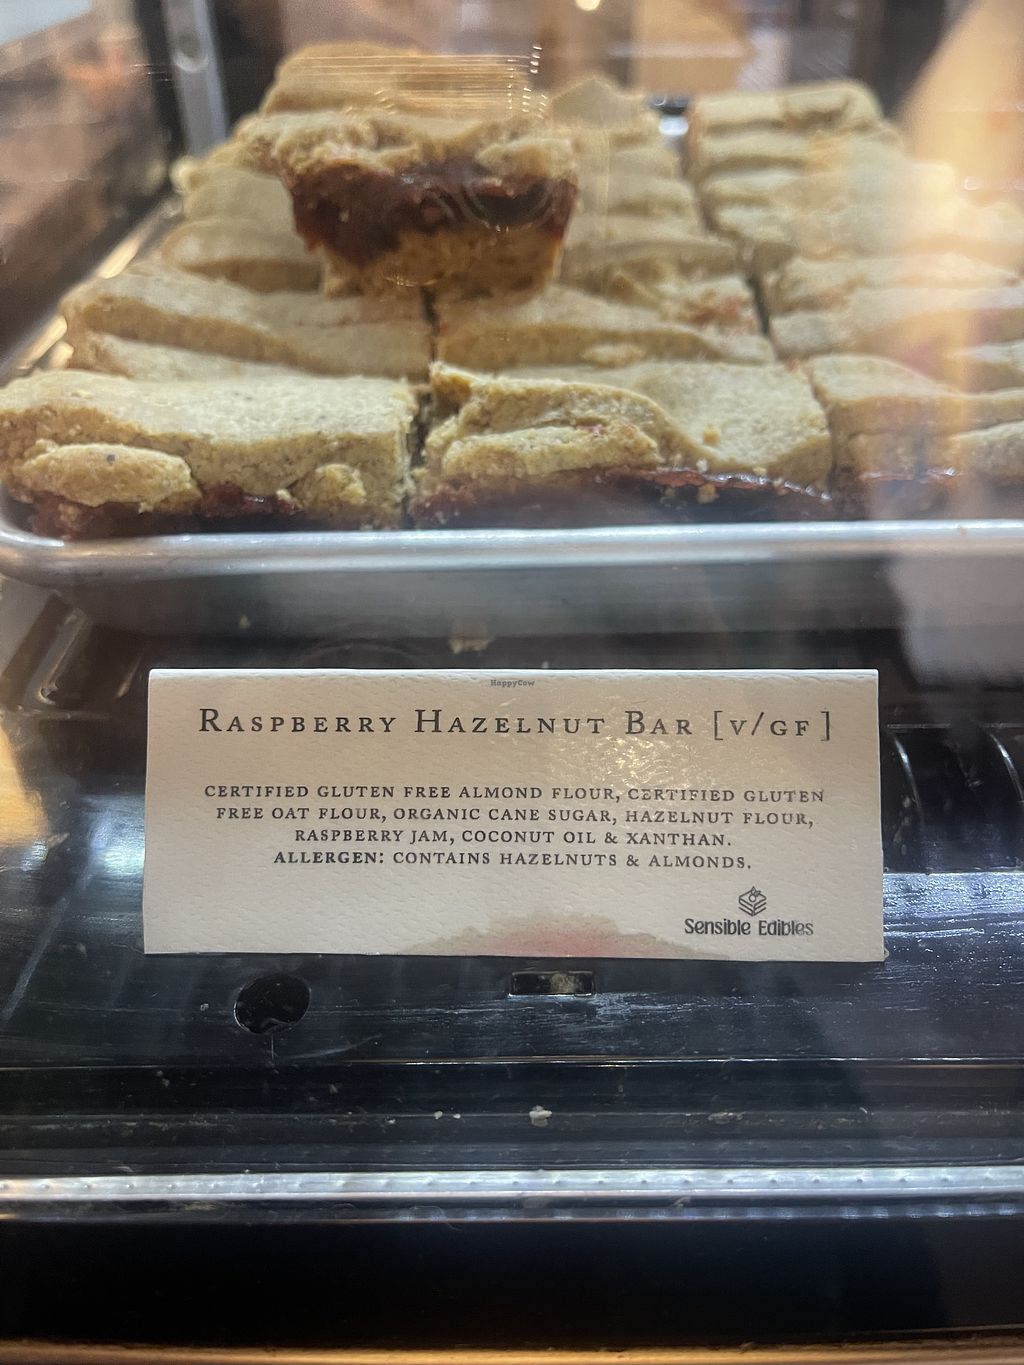 HappyCow
Raspberry Hazelnut Bar [v/gf]
certified gluten free almond flour, certified gluten
free oat flour, organic cane sugar, hazelnut flour,
raspberry jam, coconut oil & xanthan.
allergen: contains hazelnuts & almonds.
Sensible Edibles